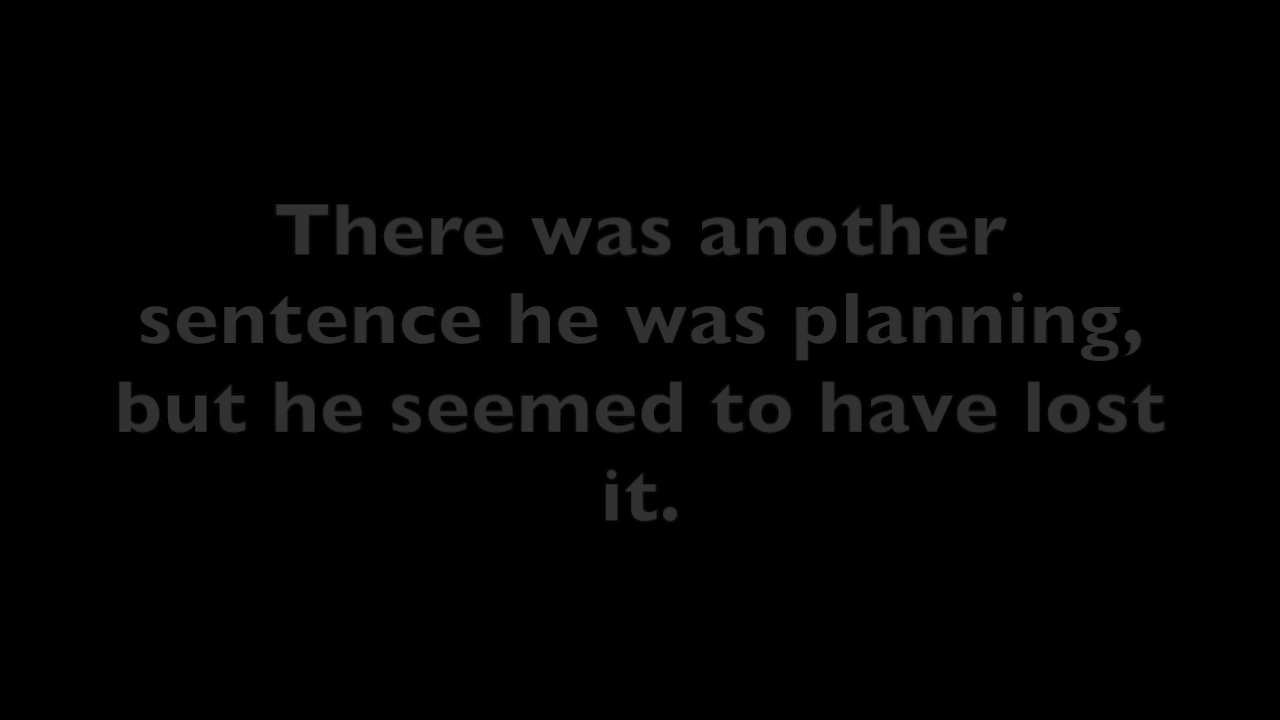 There was another
sentence he was planning,
but he seemed to have lost
it.